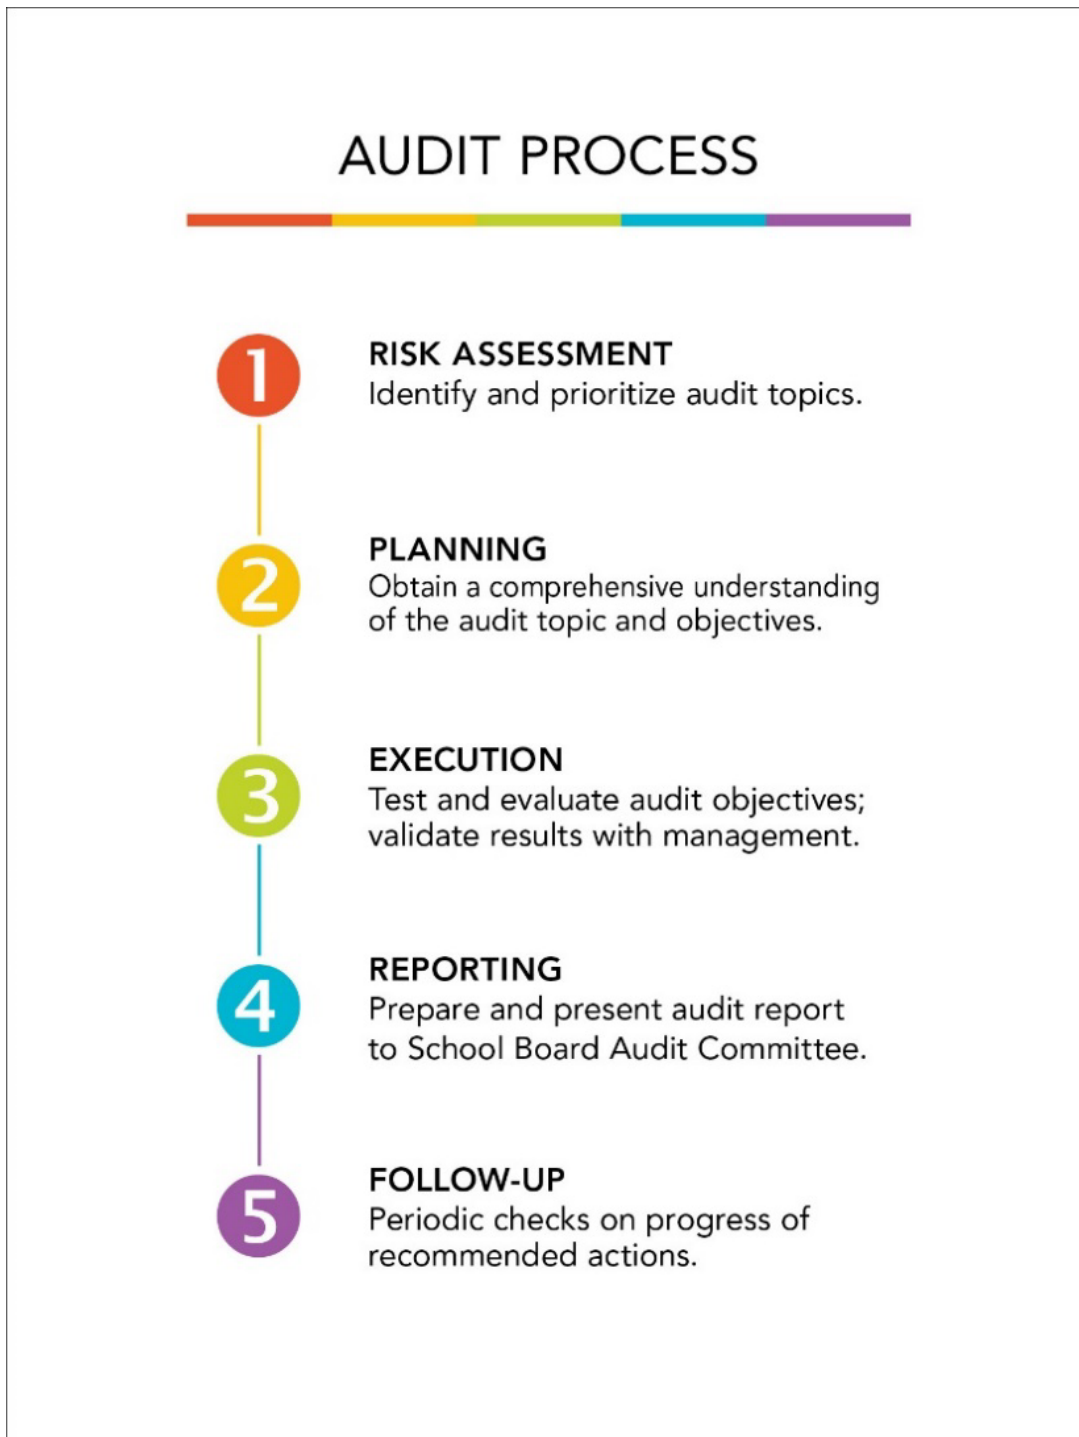 AUDIT PROCESS
1
RISK ASSESSMENT
Identify and prioritize audit topics.
2
PLANNING
Obtain a comprehensive understanding
of the audit topic and objectives.
3
EXECUTION
Test and evaluate audit objectives;
validate results with management.
4
REPORTING
Prepare and present audit report
to School Board Audit Committee.
5
FOLLOW-UP
Periodic checks on progress of
recommended actions.